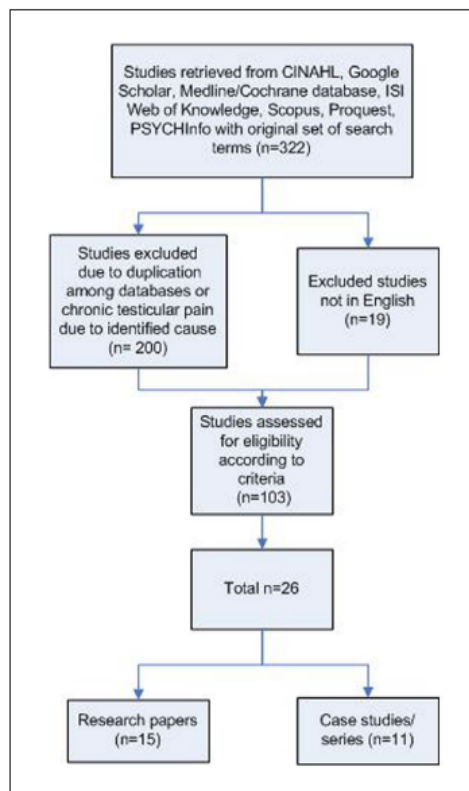 Studies retrieved from CINAHL, Google
Scholar, Medline/Cochrane database, ISI
Web of Knowledge, Scopus, Proquest,
PSYCHInfo with original set of search
terms (n=322)
Studies excluded
due to duplication
among databases or
chronic testicular pain
due to identified cause
(n= 200)
Excluded studies
not in English
(n=19)
Studies assessed
for eligibility
according to
criteria
(n=103)
Total n=26
Research papers
(n=15)
Case studies/
series (n=11)